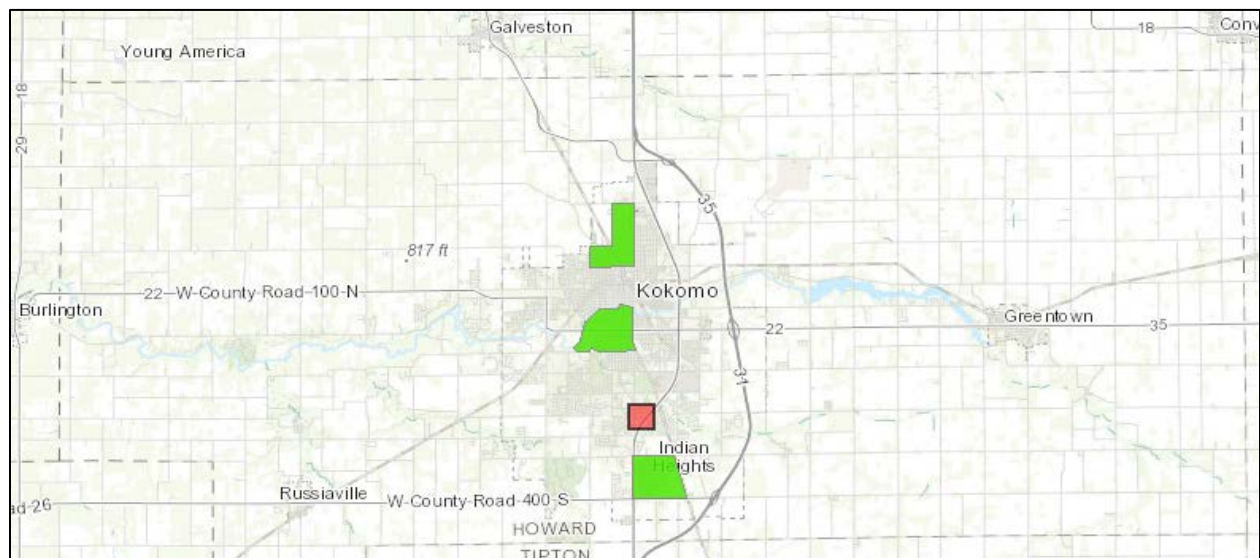 Galveston
18
Conv
Young America
18
29
35
817 ft
22
W-County-Road-100-N
Kokomo
Burlington
Greentown
22
35
31
Indian
Heights
Russiaville
W-County-Road-400-S
ad-26
HOWARD
TIPTON